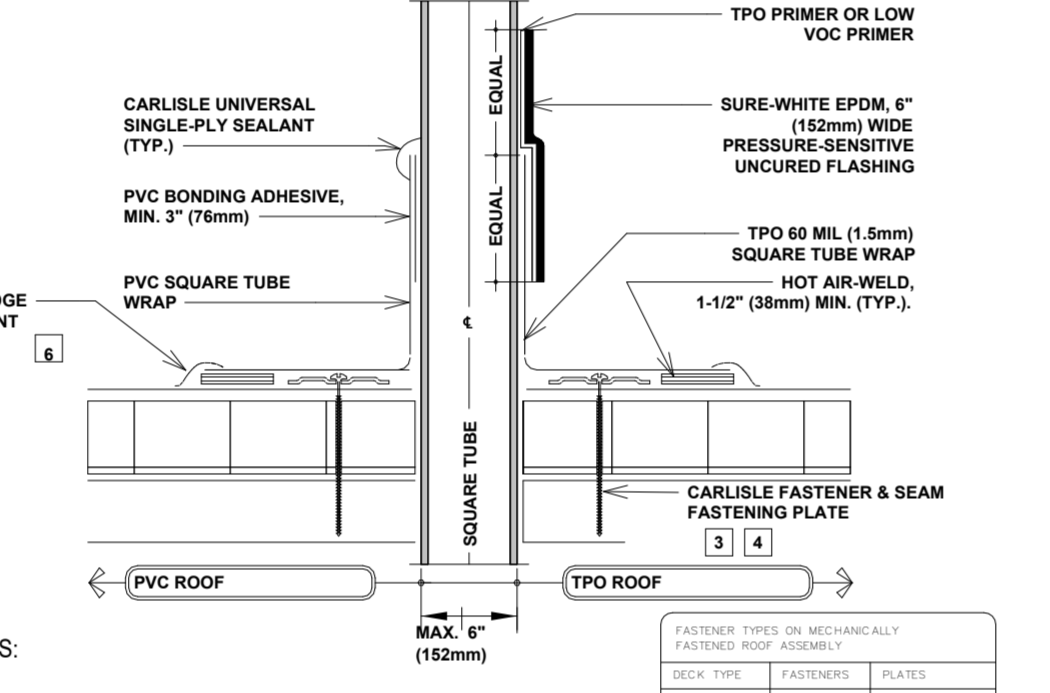 TPO PRIMER OR LOW
VOC PRIMER
CARLISLE UNIVERSAL
SINGLE-PLY SEALANT
(TYP.)
EQUAL
SURE-WHITE EPDM, 6"
(152mm) WIDE
PRESSURE-SENSITIVE
UNCURED FLASHING
PVC BONDING ADHESIVE,
MIN. 3" (76mm)
EQUAL
TPO 60 MIL (1.5mm)
SQUARE TUBE WRAP
PVC SQUARE TUBE
WRAP
HOT AIR-WELD,
1-1/2" (38mm) MIN. (TYP.).
℄
6
SQUARE TUBE
CARLISLE FASTENER & SEAM
FASTENING PLATE
3 4
PVC ROOF
TPO ROOF
MAX. 6"
(152mm)
FASTENER TYPES ON MECHANICALLY
FASTENED ROOF ASSEMBLY
DECK TYPE FASTENERS PLATES
S: